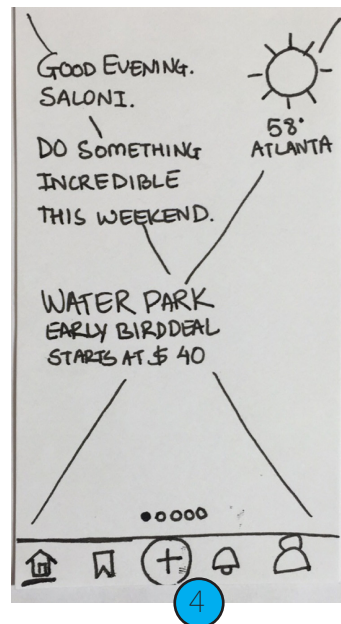 GOOD EVENING.
SALONI.
DO SOMETHING
INCREDIBLE
THIS WEEKEND.
58°
ATLANTA
WATER PARK
EARLY BIRD DEAL
STARTS AT $ 40
4